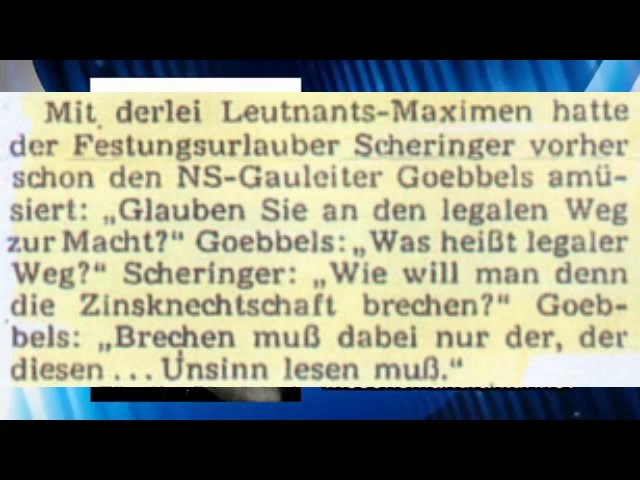 Mit derlei Leutnants-Maximen hatte
der Festungsurlauber Scheringer vorher
schon den NS-Gauleiter Goebbels amü-
siert: „Glauben Sie an den legalen Weg
zur Macht?“ Goebbels: „Was heißt legaler
Weg?“ Scheringer: „Wie will man denn
die Zinsknechtschaft brechen?“ Goeb-
bels: „Brechen muß dabei nur der, der
diesen ... Unsinn lesen muß.“